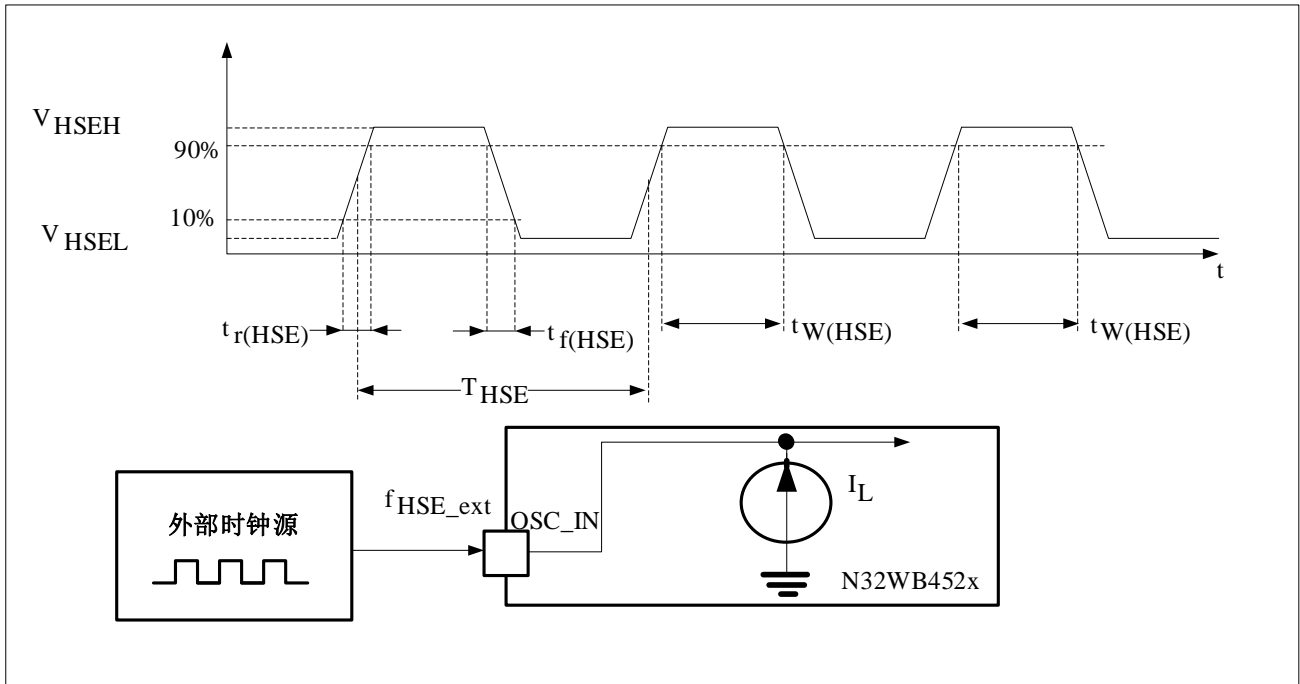 V HSEH
90%
10%
V HSEL
t
t r(HSE)
t f(HSE)
t W(HSE)
t W(HSE)
T HSE
f HSE_ext
OSC_IN
I L
外部时钟源
N32WB452x